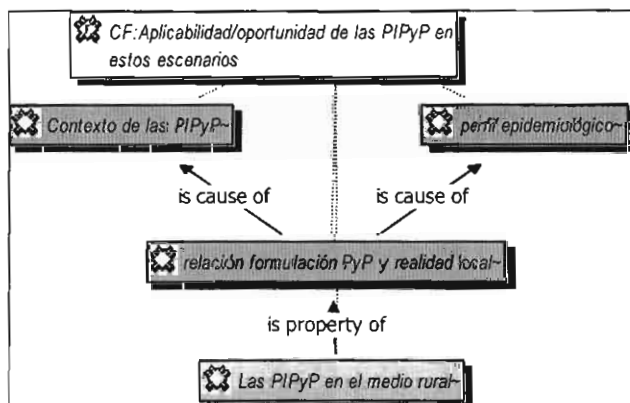 CF:Aplicabilidad/oportunidad de las PIPyP en
estos escenarios
Contexto de las PIPyP~
perfil epidemiológico~
is cause of
is cause of
relación formulación PyP y realidad local~
is property of
Las PIPyP en el medio rural~